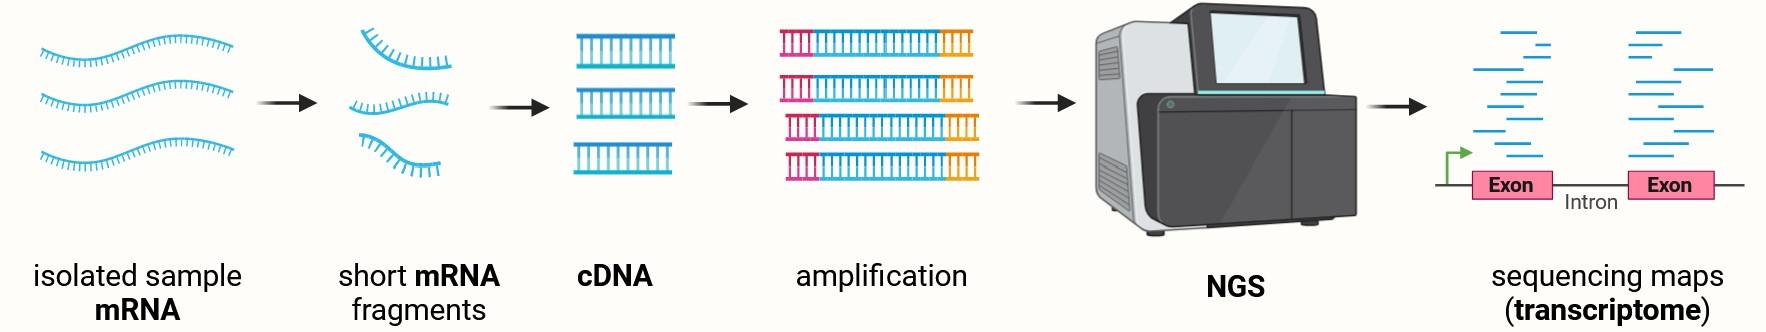 Exon
Exon
Intron
isolated sample
mRNA
short mRNA
fragments
cDNA
amplification
NGS
sequencing maps
(transcriptome)